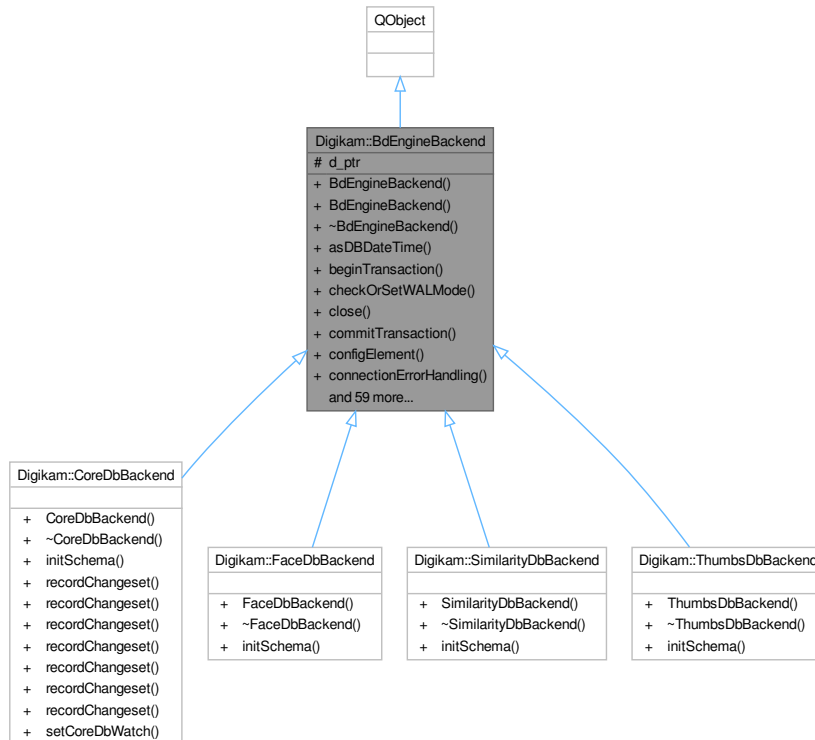 QObject
Digikam::BdEngineBackend
# d_ptr
+ BdEngineBackend()
+ BdEngineBackend()
+ ~BdEngineBackend()
+ asDBDateTime()
+ beginTransaction()
+ checkOrSetWALMode()
+ close()
+ commitTransaction()
+ configElement()
+ connectionErrorHandling()
and 59 more...
Digikam::CoreDbBackend
+ CoreDbBackend()
+ ~CoreDbBackend()
+ initSchema()
+ recordChangeset()
+ recordChangeset()
+ recordChangeset()
+ recordChangeset()
+ recordChangeset()
+ recordChangeset()
+ recordChangeset()
+ setCoreDbWatch()
Digikam::FaceDbBackend
+ FaceDbBackend()
+ ~FaceDbBackend()
+ initSchema()
Digikam::SimilarityDbBackend
+ SimilarityDbBackend()
+ ~SimilarityDbBackend()
+ initSchema()
Digikam::ThumbsDbBackend
+ ThumbsDbBackend()
+ ~ThumbsDbBackend()
+ initSchema()